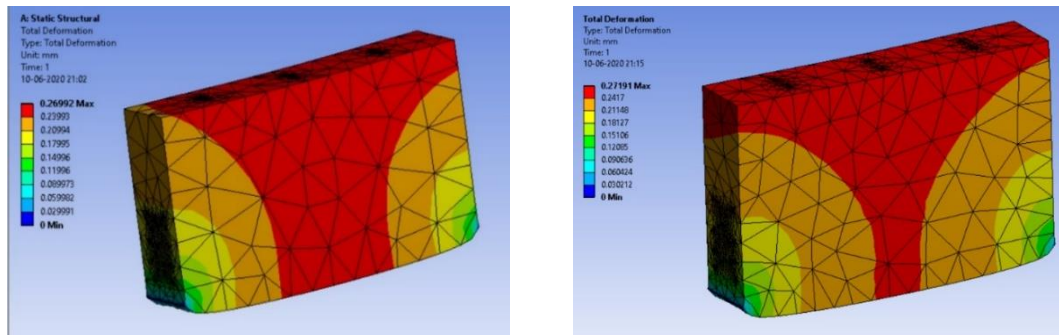 A: Static Structural
Total Deformation
Type: Total Deformation
Unit: mm
Time: 1
10-06-2020 21:02
0.26992 Max
0.23993
0.20994
0.17995
0.14996
0.11996
0.089973
0.059982
0.029991
0 Min
Total Deformation
Type: Total Deformation
Unit: mm
Time: 1
10-06-2020 21:15
0.27191 Max
0.2417
0.21148
0.18127
0.15106
0.12085
0.090636
0.060424
0.030212
0 Min